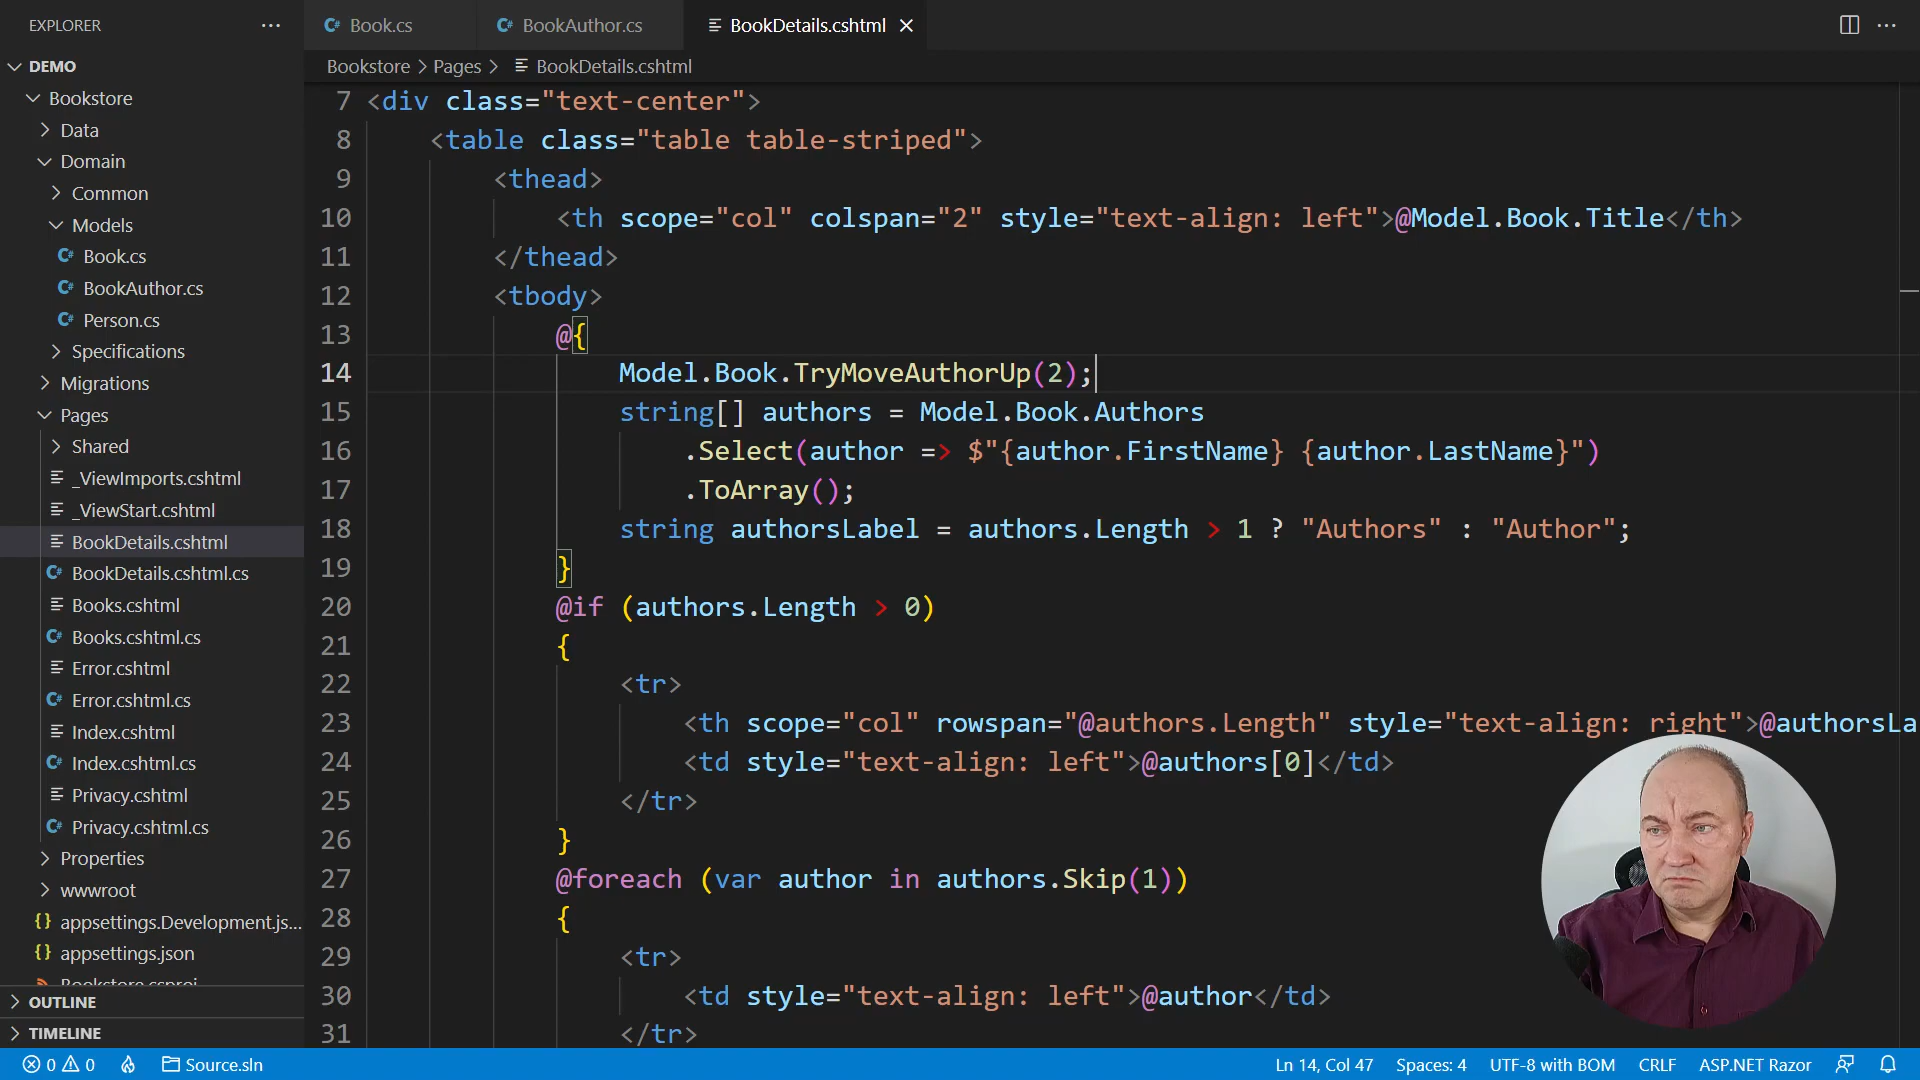 EXPLORER
DEMO
Bookstore
Data
Domain
Common
Models
Book.cs
BookAuthor.cs
Person.cs
Specifications
Migrations
Pages
Shared
_ViewImports.cshtml
_ViewStart.cshtml
BookDetails.cshtml
BookDetails.cshtml.cs
Books.cshtml
Books.cshtml.cs
Error.cshtml
Error.cshtml.cs
Index.cshtml
Index.cshtml.cs
Privacy.cshtml
Privacy.cshtml.cs
Properties
wwwroot
appsettings.Development.js...
appsettings.json
Bookstore.csproj
OUTLINE
TIMELINE
Book.cs BookAuthor.cs BookDetails.cshtml
Bookstore > Pages > BookDetails.cshtml
7 <div class="text-center">
8 <table class="table table-striped">
9 <thead>
10 <th scope="col" colspan="2" style="text-align: left">@Model.Book.Title</th>
11 </thead>
12 <tbody>
13 @{
14 Model.Book.TryMoveAuthorUp(2);
15 string[] authors = Model.Book.Authors
16 .Select(author => $"{author.FirstName} {author.LastName}")
17 .ToArray();
18 string authorsLabel = authors.Length > 1 ? "Authors" : "Author";
19 }
20 @if (authors.Length > 0)
21 {
22 <tr>
23 <th scope="col" rowspan="@authors.Length" style="text-align: right">@authorsLa
24 <td style="text-align: left">@authors[0]</td>
25 </tr>
26 }
27 @foreach (var author in authors.Skip(1))
28 {
29 <tr>
30 <td style="text-align: left">@author</td>
31 </tr>
0 0 Source.sln Ln 14, Col 47 Spaces: 4 UTF-8 with BOM CRLF ASP.NET Razor